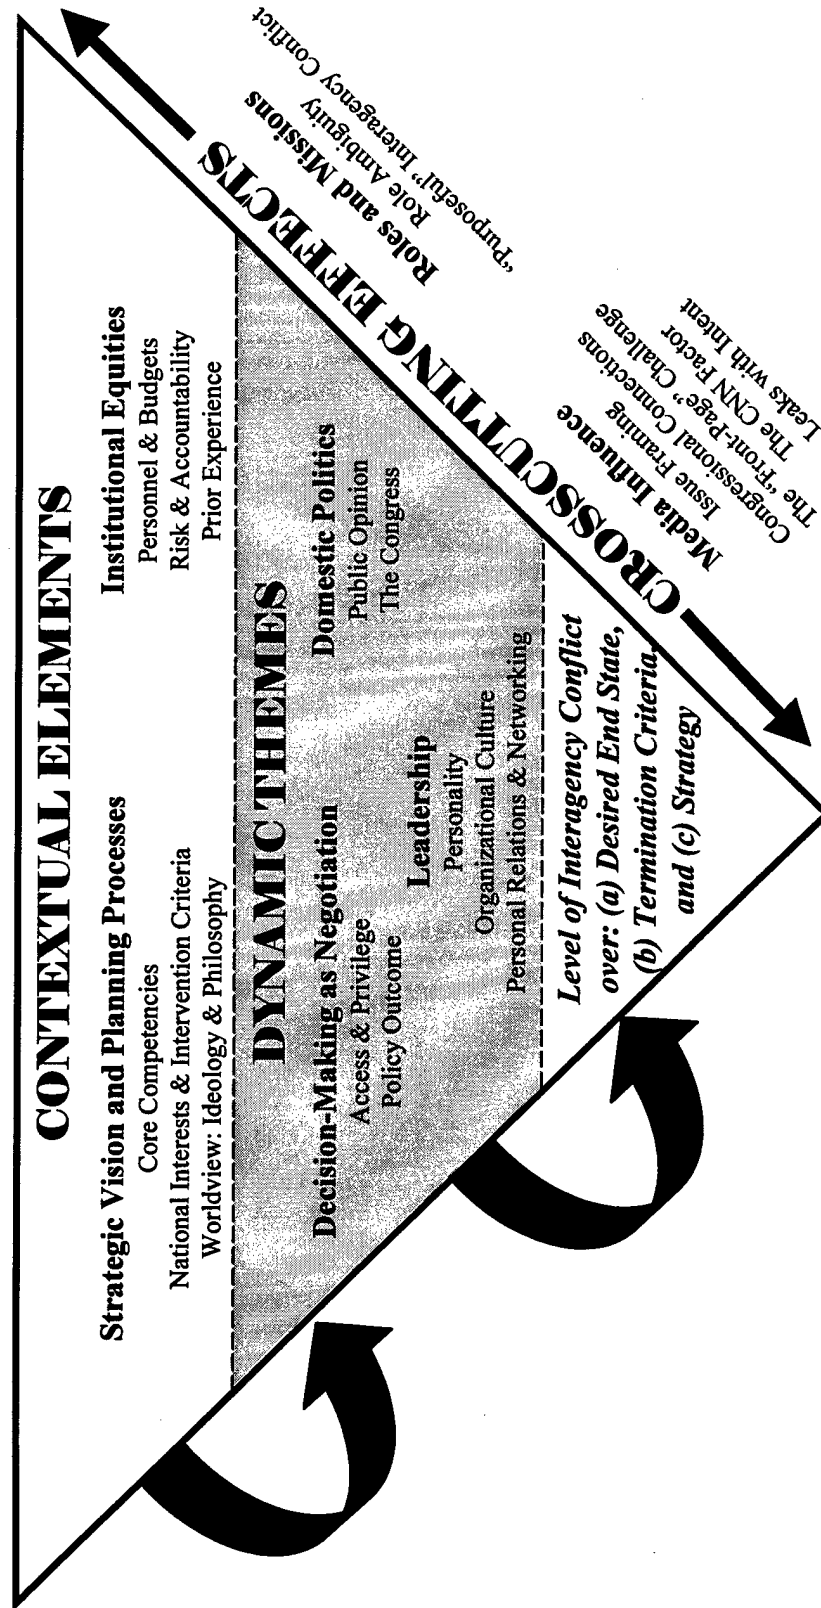 CONTEXTUAL ELEMENTS
Strategic Vision and Planning Processes
Core Competencies
National Interests & Intervention Criteria
Worldview: Ideology & Philosophy
Institutional Equities
Personnel & Budgets
Risk & Accountability
Prior Experience
DYNAMIC THEMES
Decision-Making as Negotiation
Access & Privilege
Policy Outcome
Domestic Politics
Public Opinion
The Congress
Leadership
Personality
Organizational Culture
Personal Relations & Networking
Level of Interagency Conflict
over: (a) Desired End State,
(b) Termination Criteria,
and (c) Strategy
CROSSCUTTING EFFECTS
Roles and Missions
Role Ambiguity
"Purposeful" Interagency Conflict
Media Influence
Issue Framing
Congressional Connections
The "Front-Page" Challenge
The CNN Factor
Leaks with Intent